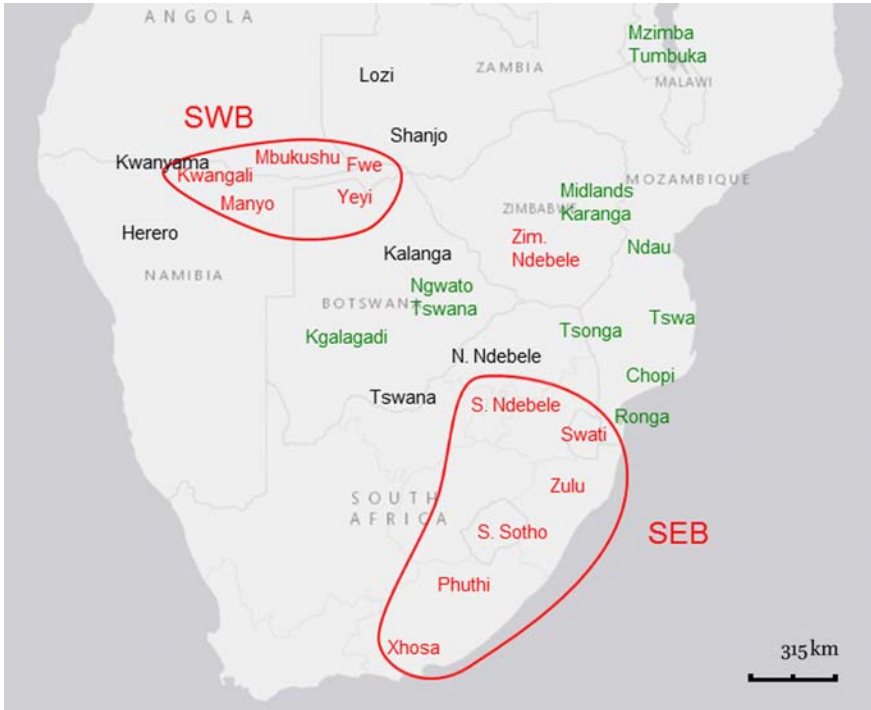 ANGOLA
Mzimba
Tumbuka
Lozi
ZAMBIA
MALAWI
SWB
Shanjo
Kwanyama
Mbukushu
Fwe
Kwangali
MOZAMBIQUE
Manyo
Yeyi
Midlands
Karanga
ZIMBABWE
Herero
Zim.
Ndebele
Ndau
Kalanga
NAMIBIA
Ngwato
Tswana
BOTSWANA
Kgalagadi
Tsonga
Tswa
N. Ndebele
Chopi
Tswana
S. Ndebele
Ronga
Swati
Zulu
SOUTH
AFRICA
S. Sotho
SEB
Phuthi
Xhosa
315 km